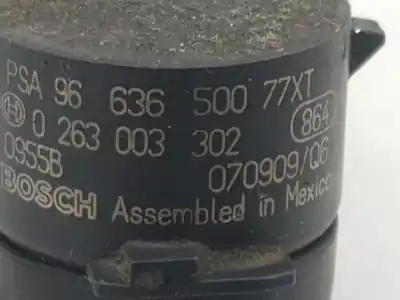 PSA 96 636 500 77XT
0 263 003 302 864
0955B 070909/Q6
BOSCH Assembled in Mexico